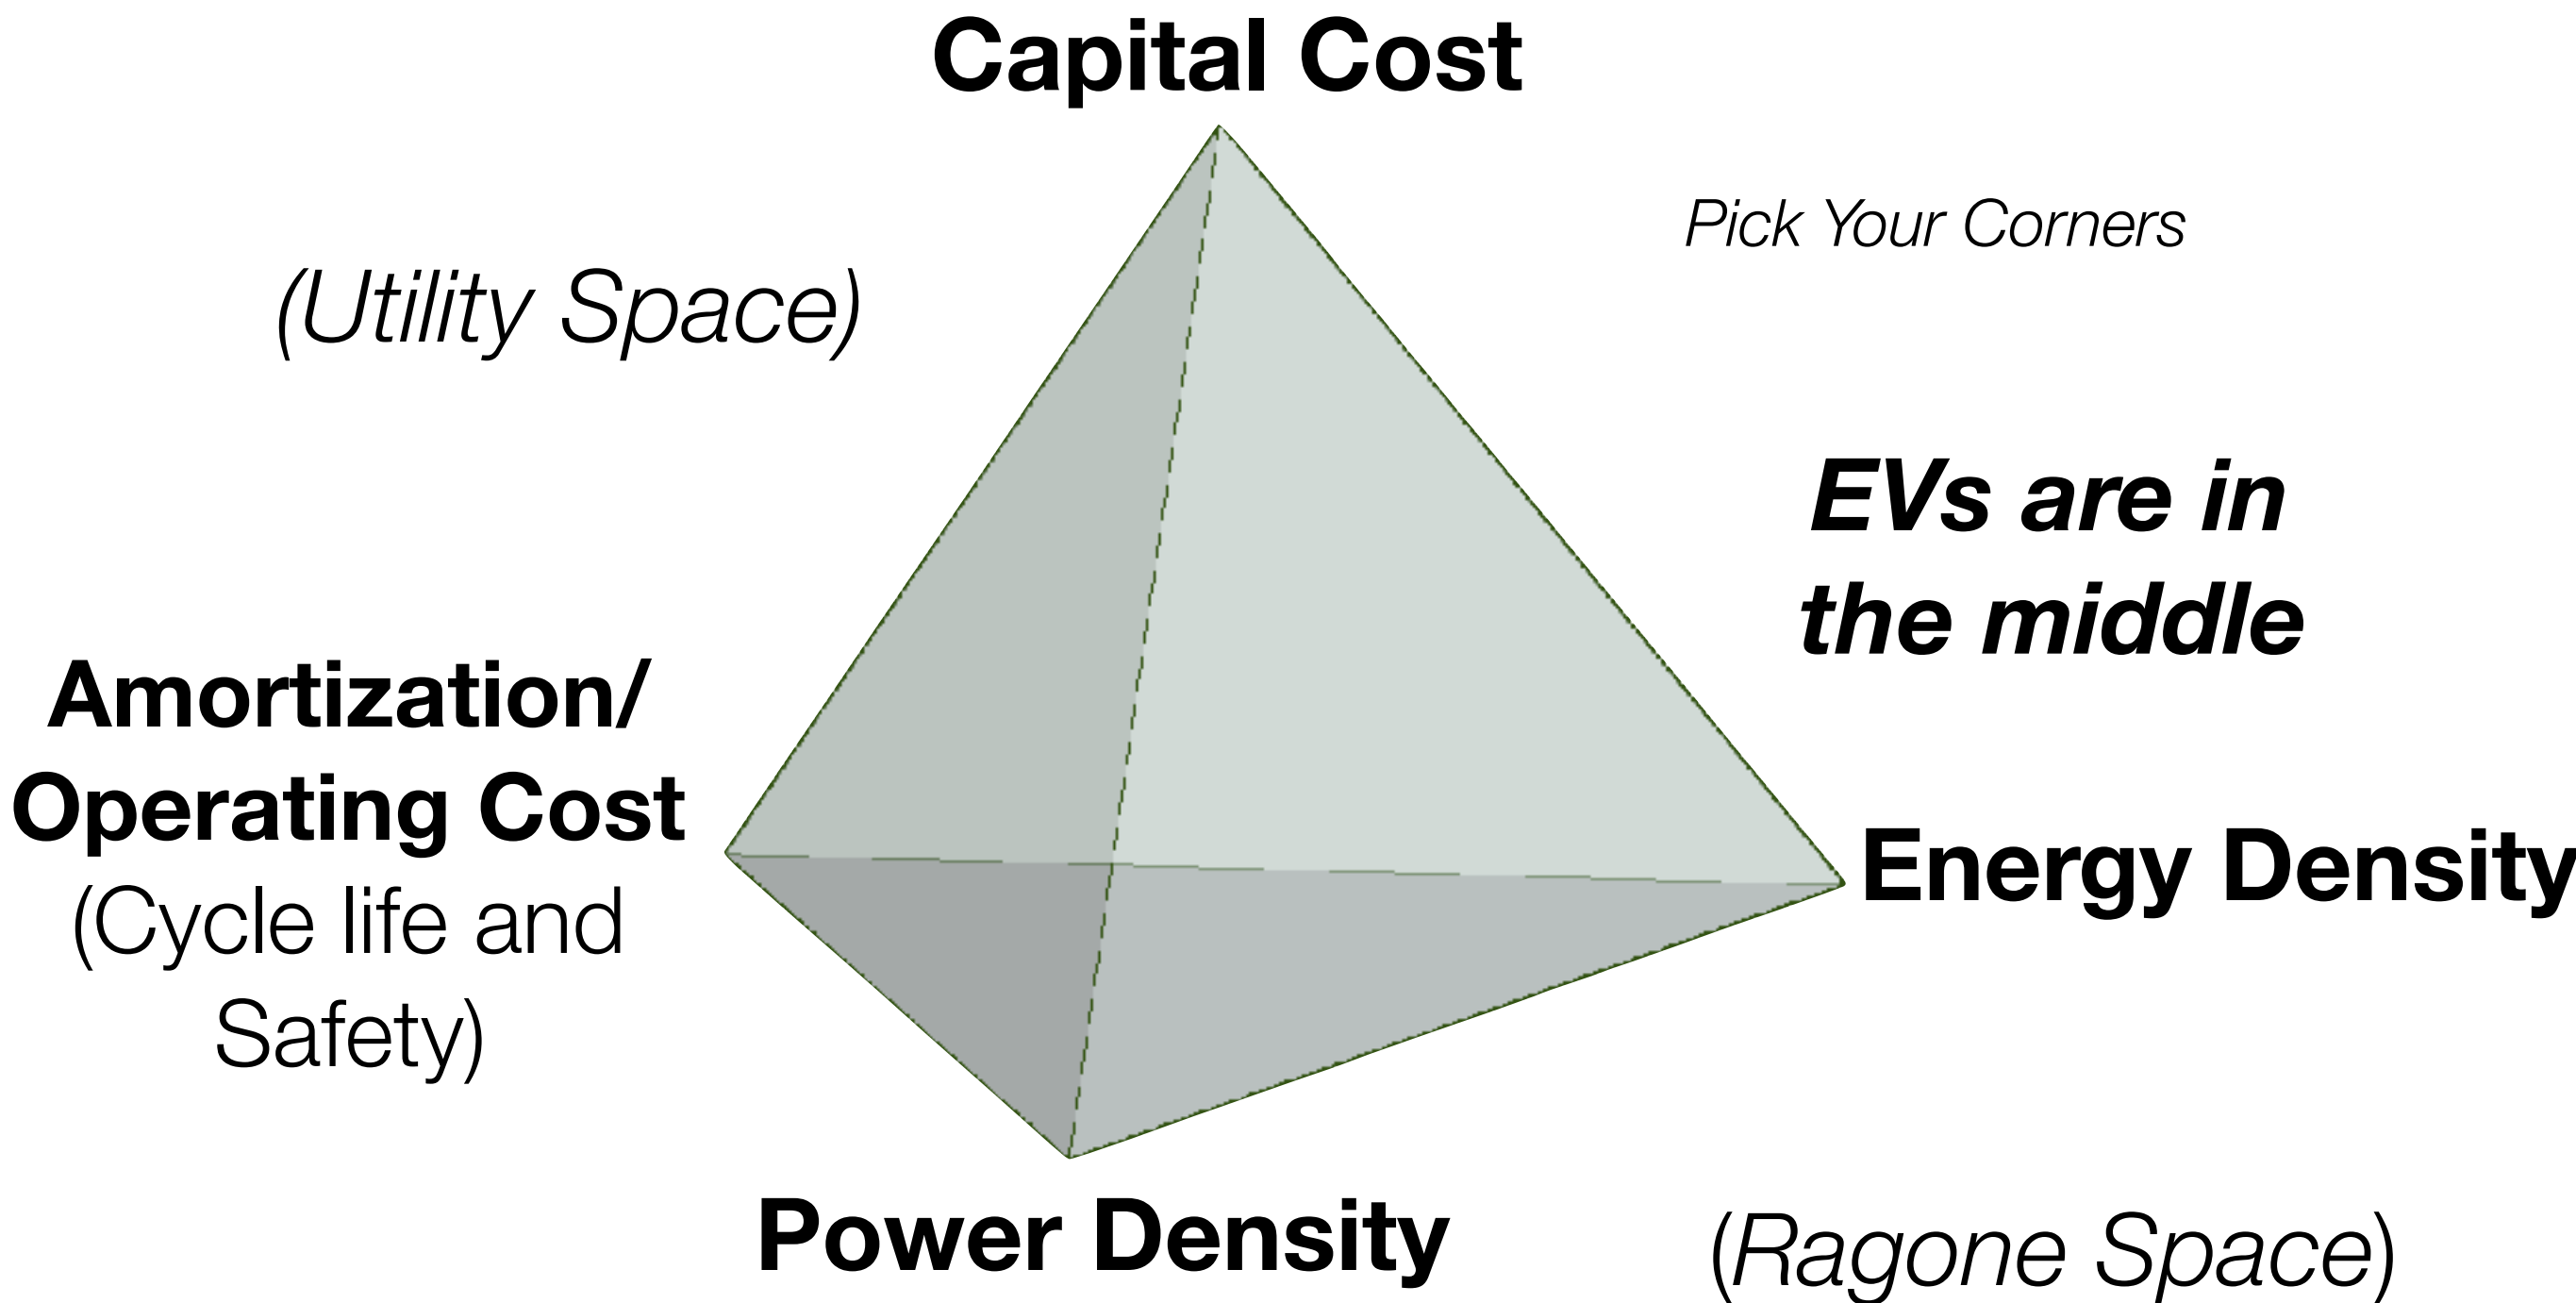 Capital Cost
Pick Your Corners
(Utility Space)
EVs are in
the middle
Amortization/
Operating Cost
(Cycle life and
Safety)
Energy Density
Power Density
(Ragone Space)